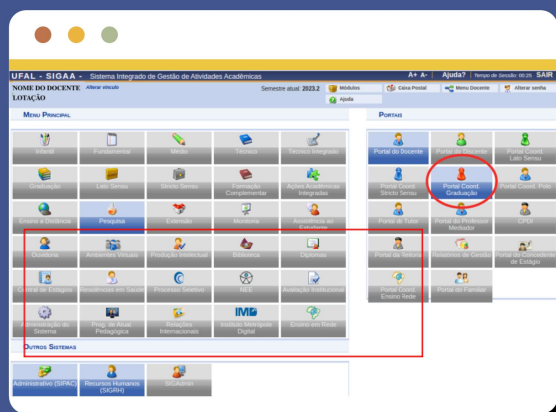 UFAL - SIGAA - Sistema Integrado de Gestão de Atividades Acadêmicas
A+ A- | Ajuda? | Tempo de Sessão: 00:25 SAIR
NOME DO DOCENTE Alterar vínculo
Semestre atual: 2023.2
Módulos
Caixa Postal
Menu Docente
Alterar senha
LOTAÇÃO
Ajuda
MENU PRINCIPAL
Infantil
Fundamental
Médio
Técnico
Técnico Integrado
Graduação
Lato Sensu
Stricto Sensu
Formação Complementar
Ações Acadêmicas Integradas
Ensino a Distância
Pesquisa
Extensão
Monitoria
Assistência ao Estudante
Ouvidoria
Ambientes Virtuais
Produção Intelectual
Biblioteca
Diplomas
Central de Estágios
Residências em Saúde
Processo Seletivo
NEE
Avaliação Institucional
Administração do Sistema
Prog. de Atua. Pedagógica
Relações Internacionais
IMD
Instituto Metrópole Digital
Ensino em Rede
PORTAIS
Portal do Docente
Portal do Discente
Portal Coord. Lato Sensu
Portal Coord. Stricto Sensu
Portal Coord. Graduação
Portal Coord. Polo
Portal do Tutor
Portal do Professor Mediador
CPDI
Portal da Reitoria
Relatórios de Gestão
Portal do Concedente de Estágio
Portal Coord. Ensino Rede
Portal do Familiar
OUTROS SISTEMAS
Administrativo (SIPAC)
Recursos Humanos (SIGRH)
SIGAdmin